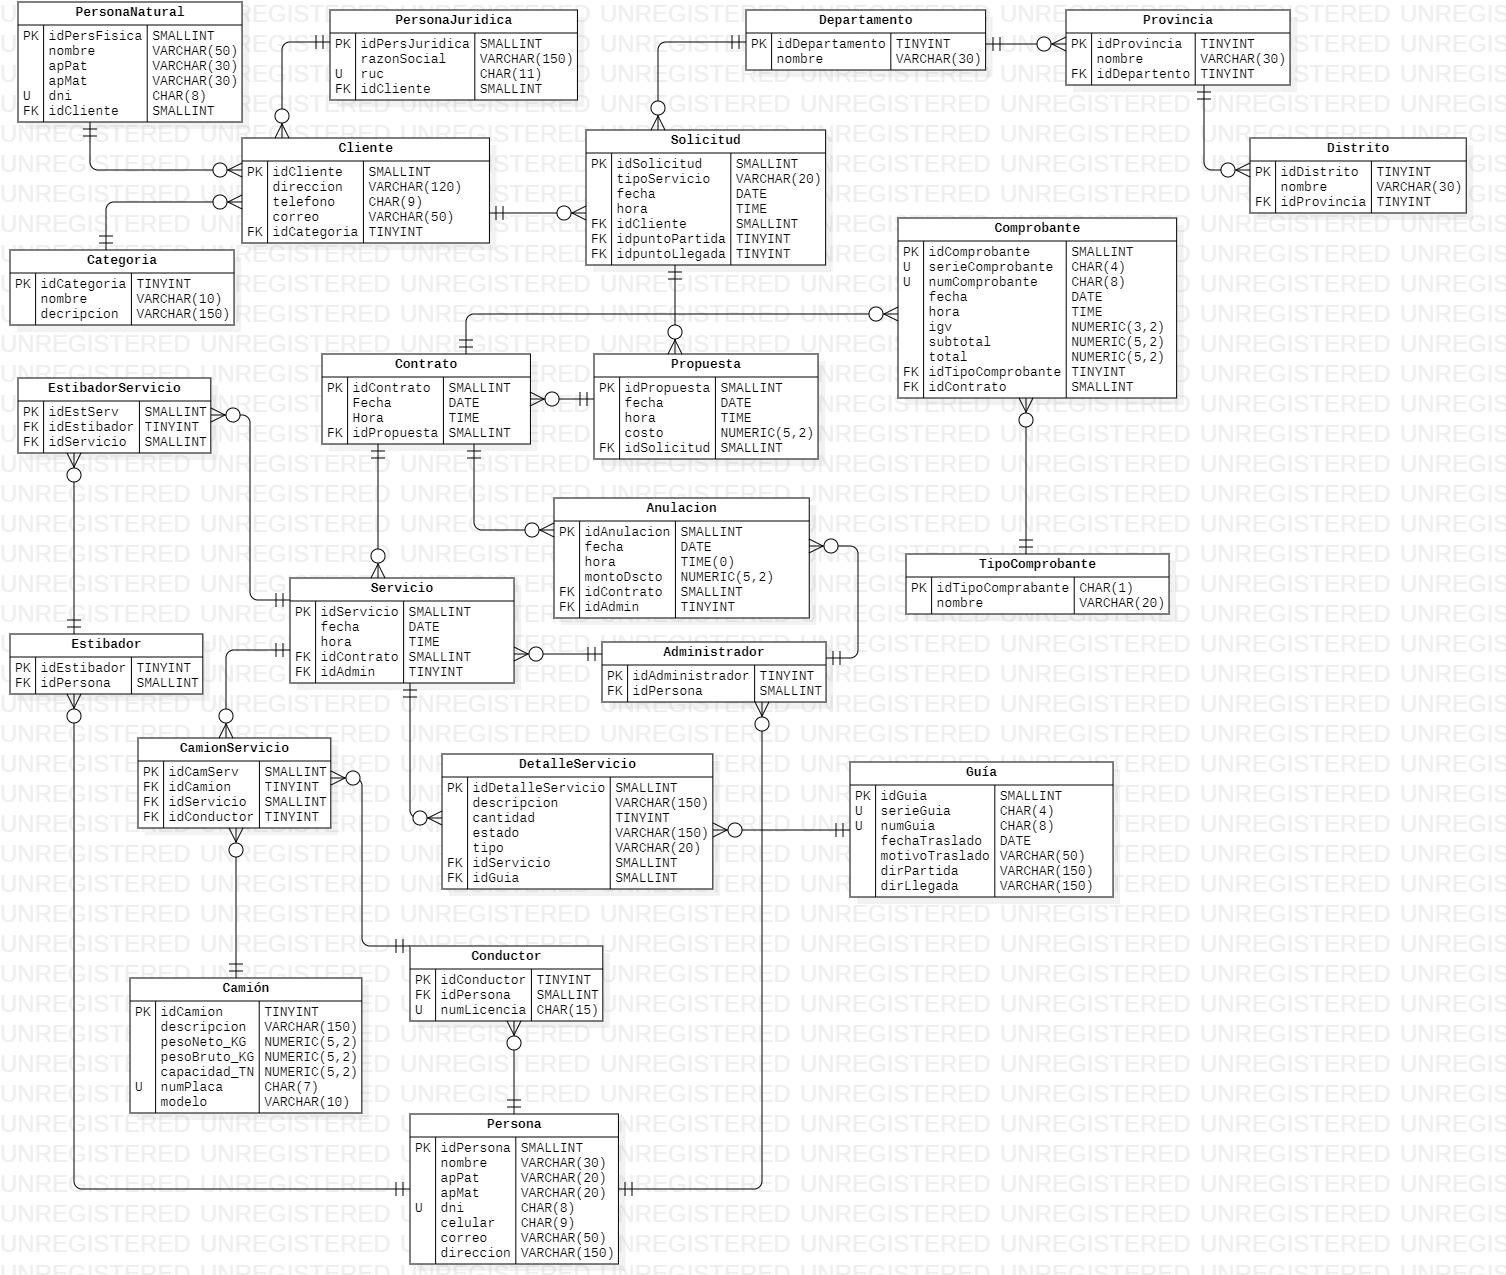 PersonaNatural
PK idPersFisica SMALLINT
nombre VARCHAR(50)
apPat VARCHAR(30)
apMat VARCHAR(30)
U dni CHAR(8)
FK idCliente SMALLINT
PersonaJuridica
PK idPersJuridica SMALLINT
razonSocial VARCHAR(150)
U ruc CHAR(11)
FK idCliente SMALLINT
Departamento
PK idDepartamento TINYINT
nombre VARCHAR(30)
Provincia
PK idProvincia TINYINT
nombre VARCHAR(30)
FK idDepartento TINYINT
Cliente
PK idCliente SMALLINT
direccion VARCHAR(120)
telefono CHAR(9)
correo VARCHAR(50)
FK idCategoria TINYINT
Solicitud
PK idSolicitud SMALLINT
tipoServicio VARCHAR(20)
fecha DATE
hora TIME
FK idCliente SMALLINT
FK idpuntoPartida TINYINT
FK idpuntoLlegada TINYINT
Distrito
PK idDistrito TINYINT
nombre VARCHAR(30)
FK idProvincia TINYINT
Categoria
PK idCategoria TINYINT
nombre VARCHAR(10)
decripcion VARCHAR(150)
Comprobante
PK idComprobante SMALLINT
U serieComprobante CHAR(4)
U numComprobante CHAR(8)
fecha DATE
hora TIME
igv NUMERIC(3,2)
subtotal NUMERIC(5,2)
total NUMERIC(5,2)
FK idTipoComprobante TINYINT
FK idContrato SMALLINT
EstibadorServicio
PK idEstServ SMALLINT
FK idEstibador TINYINT
FK idServicio SMALLINT
Contrato
PK idContrato SMALLINT
Fecha DATE
Hora TIME
FK idPropuesta SMALLINT
Propuesta
PK idPropuesta SMALLINT
fecha DATE
hora TIME
costo NUMERIC(5,2)
FK idSolicitud SMALLINT
Anulacion
PK idAnulacion SMALLINT
fecha DATE
hora TIME(0)
montoDscto NUMERIC(5,2)
FK idContrato SMALLINT
FK idAdmin TINYINT
TipoComprobante
PK idTipoComprabante CHAR(1)
nombre VARCHAR(20)
Servicio
PK idServicio SMALLINT
fecha DATE
hora TIME
FK idContrato SMALLINT
FK idAdmin TINYINT
Estibador
PK idEstibador TINYINT
FK idPersona SMALLINT
Administrador
PK idAdministrador TINYINT
FK idPersona SMALLINT
CamionServicio
PK idCamServ SMALLINT
FK idCamion TINYINT
FK idServicio SMALLINT
FK idConductor TINYINT
DetalleServicio
PK idDetalleServicio SMALLINT
descripcion VARCHAR(150)
cantidad TINYINT
estado VARCHAR(150)
tipo VARCHAR(20)
FK idServicio SMALLINT
FK idGuia SMALLINT
Guía
PK idGuia SMALLINT
U serieGuia CHAR(4)
U numGuia CHAR(8)
fechaTraslado DATE
motivoTraslado VARCHAR(50)
dirPartida VARCHAR(150)
dirLlegada VARCHAR(150)
Conductor
PK idConductor TINYINT
FK idPersona SMALLINT
U numLicencia CHAR(15)
Camión
PK idCamion TINYINT
descripcion VARCHAR(150)
pesoNeto_KG NUMERIC(5,2)
pesoBruto_KG NUMERIC(5,2)
capacidad_TN NUMERIC(5,2)
U numPlaca CHAR(7)
modelo VARCHAR(10)
Persona
PK idPersona SMALLINT
nombre VARCHAR(30)
apPat VARCHAR(20)
apMat VARCHAR(20)
U dni CHAR(8)
celular CHAR(9)
correo VARCHAR(50)
direccion VARCHAR(150)
UNREGISTERED